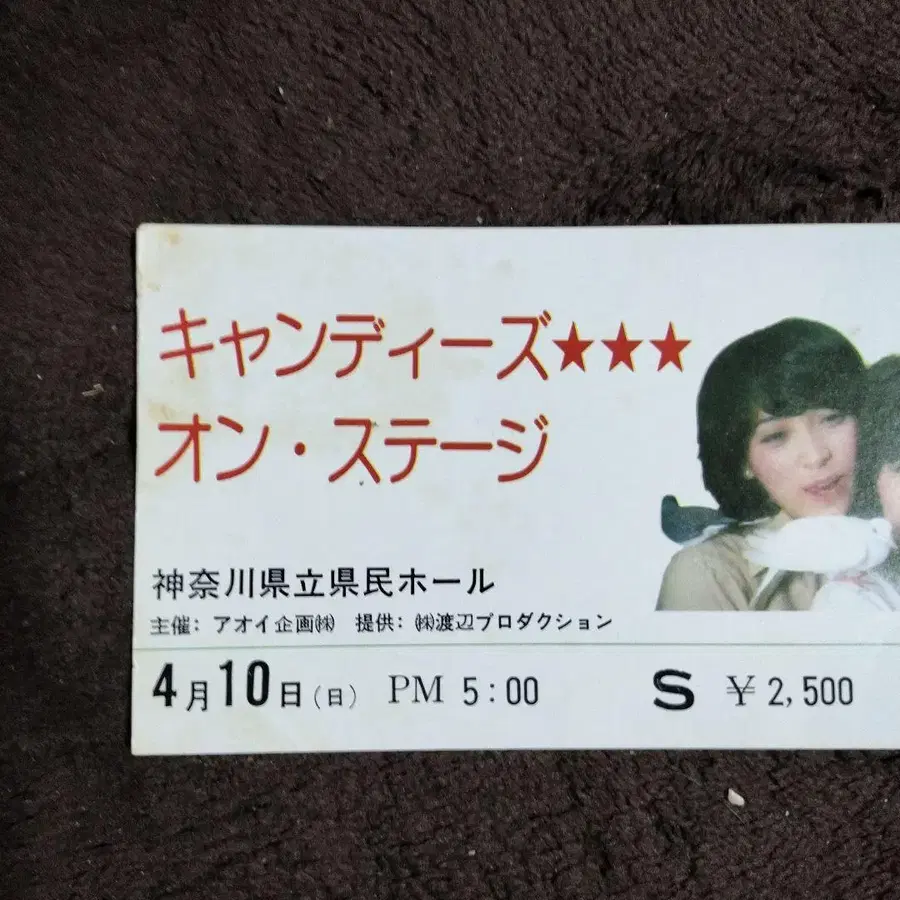 キャンディーズ★★★
オン・ステージ
神奈川県立県民ホール
主催: アオイ企画㈱ 提供: ㈱渡辺プロダクション
4月10日(日) PM 5:00 S ¥2,500